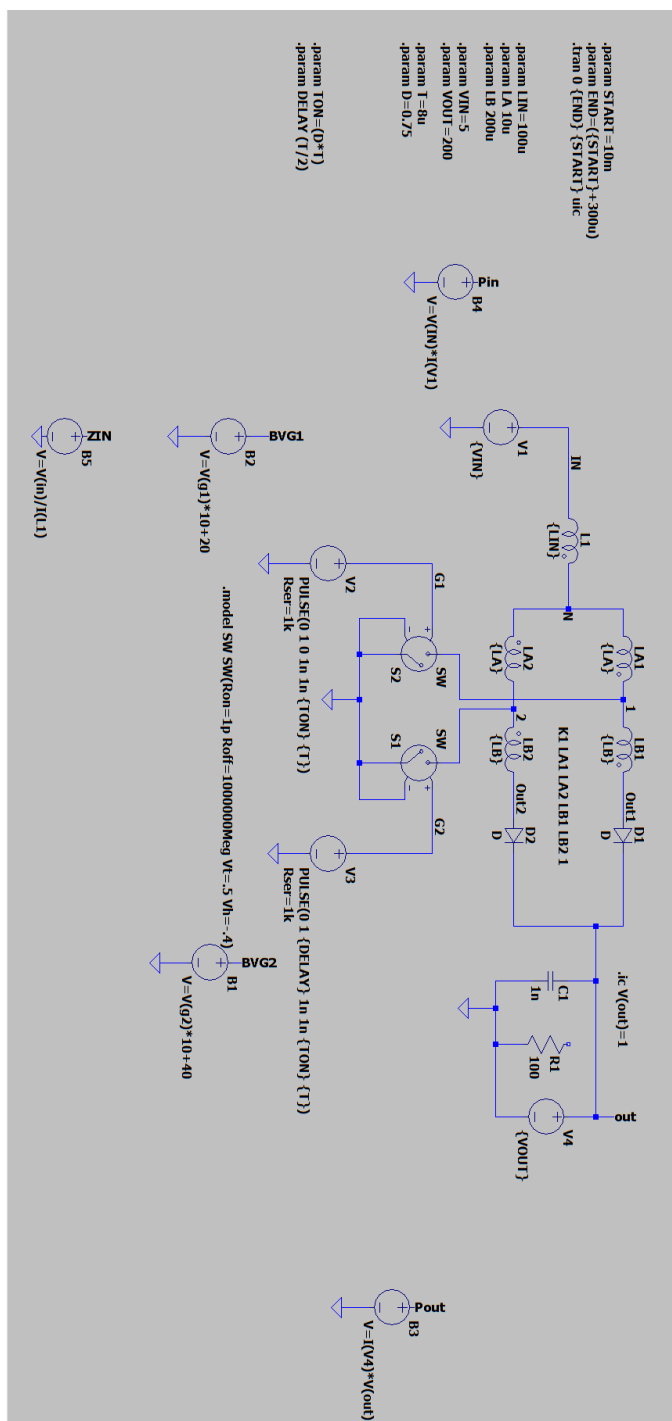 .param START=10m
.param END=({START}+300u)
.tran 0 {END} {START} uic
.param LIN=100u
.param LA 10u
.param LB 200u
.param VIN=5
.param VOUT=200
.param T=8u
.param D=0.75
.param TON=(D*T)
.param DELAY (T/2)
Pin
B4
V=V(IN)*I(V1)
V1
{VIN}
IN
L1
{LIN}
N
LA1
{LA}
1
LB1
{LB}
Out1
D1
D
K1 LA1 LA2 LB1 LB2 1
LA2
{LA}
2
LB2
{LB}
Out2
D2
D
.ic V(out)=1
C1
1n
R1
100
V4
{VOUT}
out
Pout
B3
V=I(V4)*V(out)
G1
SW
S2
SW
S1
G2
V2
PULSE(0 1 0 1n 1n {TON} {T})
Rser=1k
V3
PULSE(0 1 {DELAY} 1n 1n {TON} {T})
Rser=1k
BVG1
B2
V=V(g1)*10+20
.model SW SW(Ron=1p Roff=1000000Meg Vt=.5 Vh=-.4)
BVG2
B1
V=V(g2)*10+40
ZIN
B5
V=V(in)/I(L1)